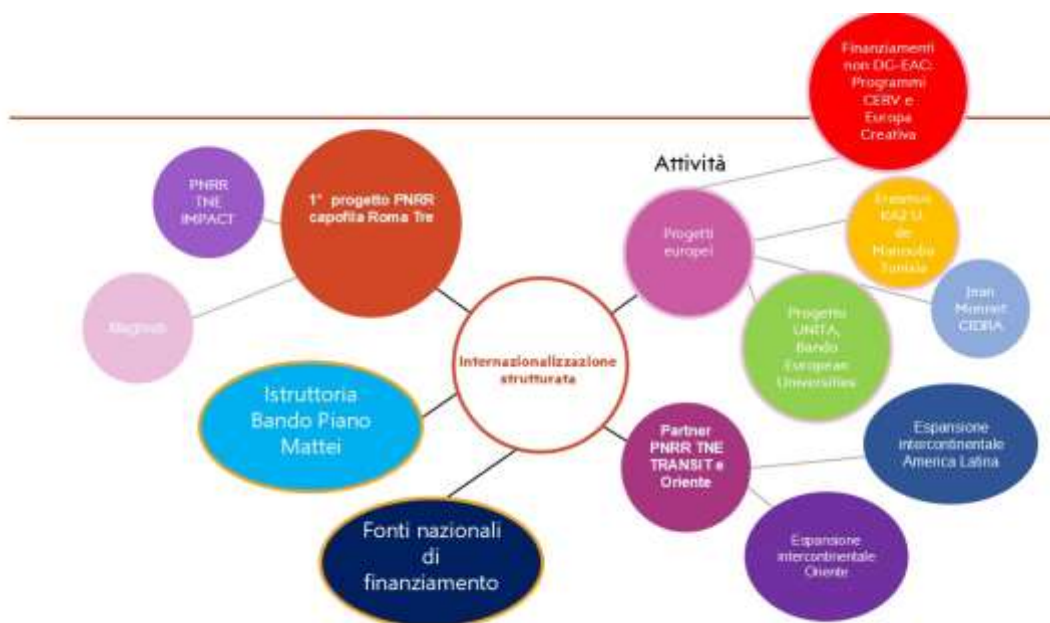 Finanziamenti
non DG-EAC:
Programmi
CERV e
Europa
Creativa
Attività
PNRR
TNE
IMPACT
1° progetto PNRR
capofila Roma Tre
Progetti
europei
Erasmus
KA2 U.
de
Mannouba
Tunisia
Jean
Monnet
CIDRA
Maghreb
Progetto
UNITA,
Bando
European
Universities
Internazionalizzazione
strutturata
Istruttoria
Bando Piano
Mattei
Partner
PNRR TNE
TRANSIT e
Oriente
Espansione
intercontinentale
America Latina
Fonti nazionali
di
finanziamento
Espansione
intercontinentale
Oriente